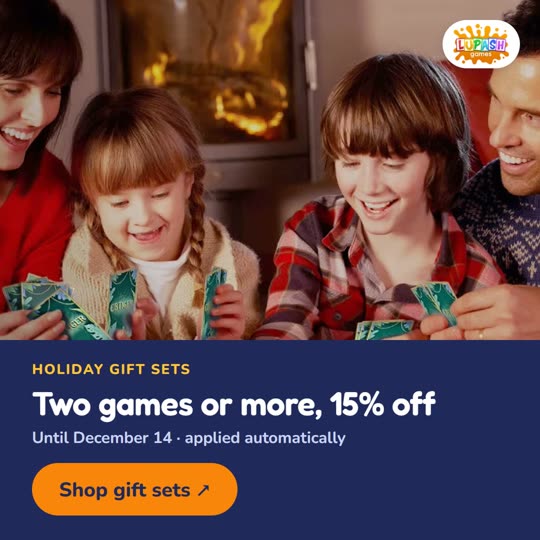 LUPASH
games
HOLIDAY GIFT SETS
Two games or more, 15% off
Until December 14 · applied automatically
Shop gift sets ↗